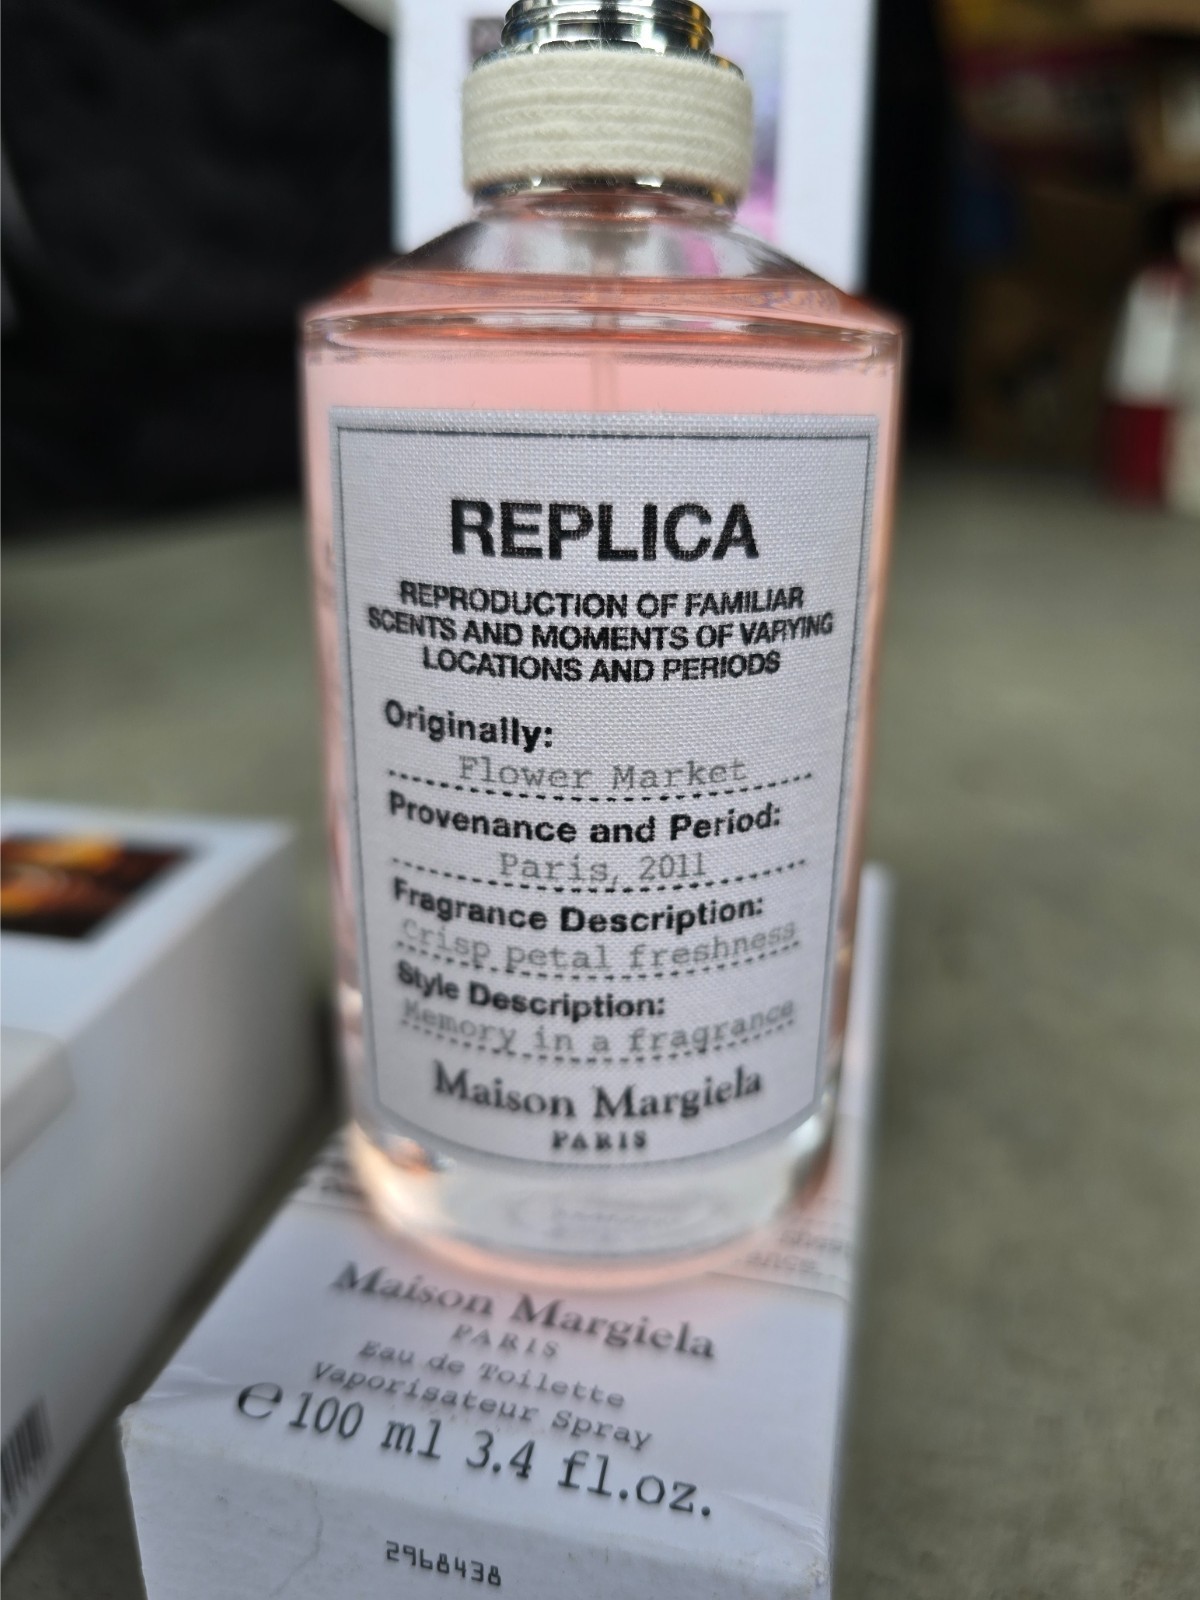 REPLICA
REPRODUCTION OF FAMILIAR
SCENTS AND MOMENTS OF VARYING
LOCATIONS AND PERIODS
Originally:
Flower Market
Provenance and Period:
Paris, 2011
Fragrance Description:
Crisp petal freshness
Style Description:
Memory in a fragrance
Maison Margiela
PARIS
Maison Margiela
PARIS
Eau de Toilette
Vaporisateur Spray
℮ 100 ml 3.4 fl.oz.
2968438